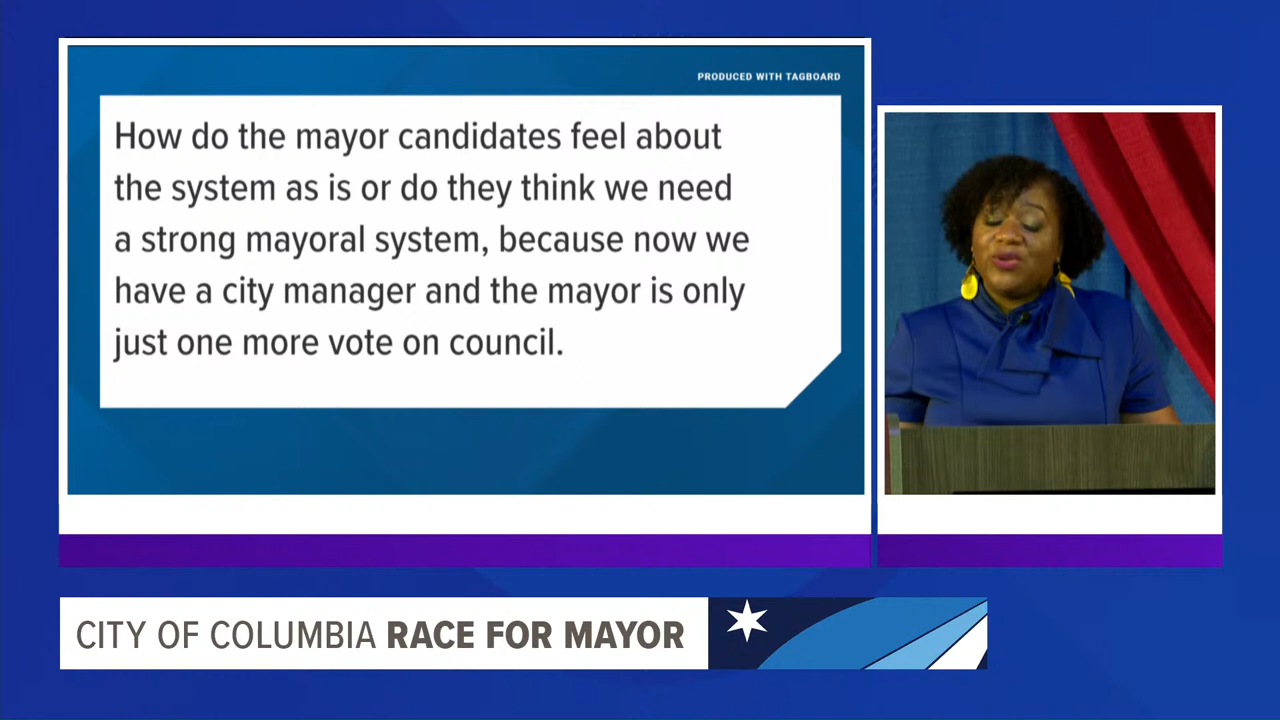 PRODUCED WITH TAGBOARD
How do the mayor candidates feel about
the system as is or do they think we need
a strong mayoral system, because now we
have a city manager and the mayor is only
just one more vote on council.
CITY OF COLUMBIA RACE FOR MAYOR